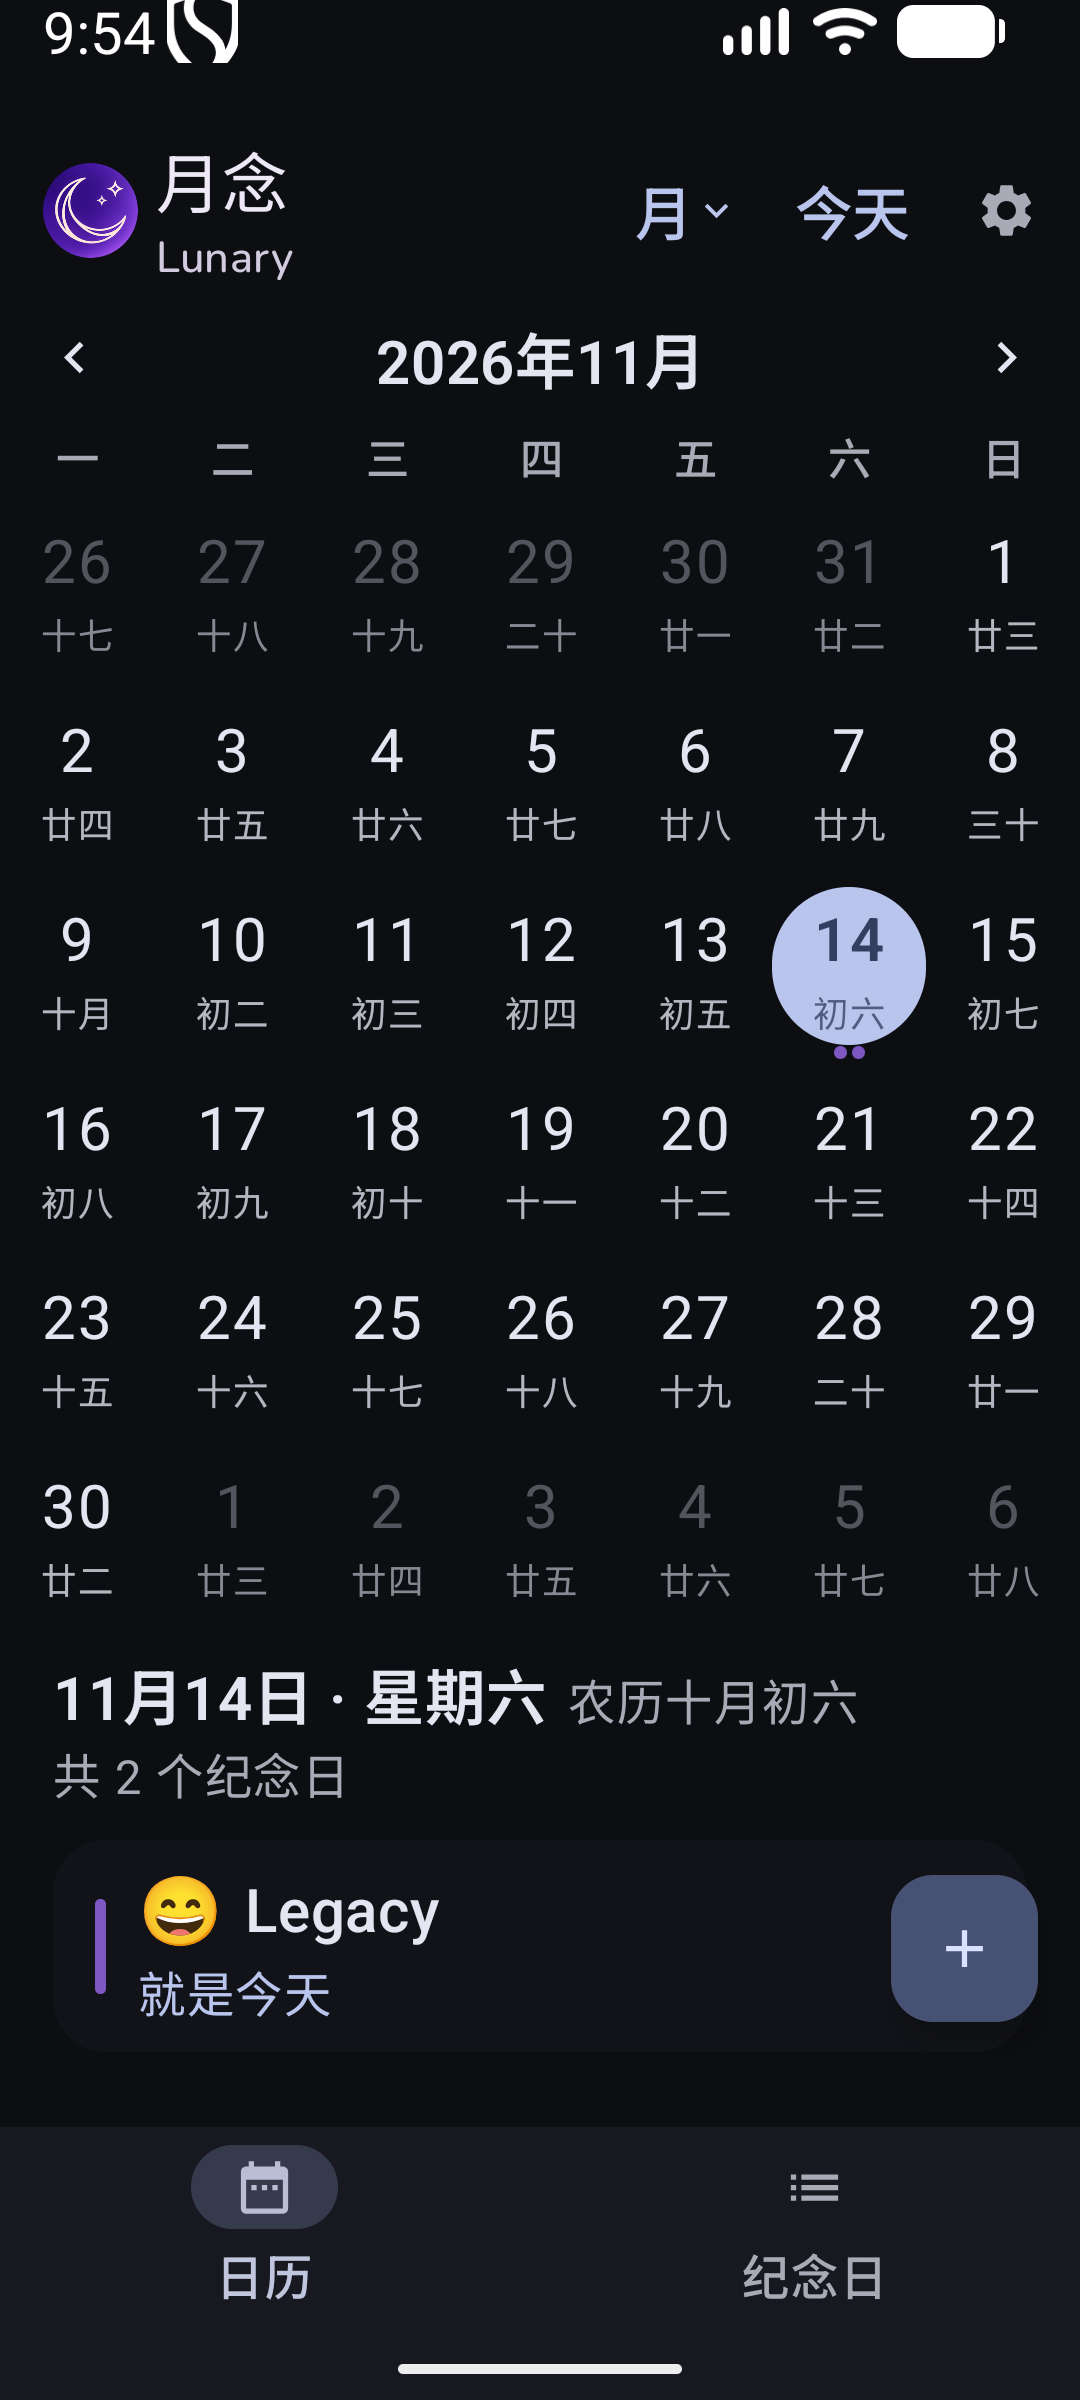 9:54
月念
Lunary
月 今天
2026年11月
一 二 三 四 五 六 日
26 27 28 29 30 31 1
十七 十八 十九 二十 廿一 廿二 廿三
2 3 4 5 6 7 8
廿四 廿五 廿六 廿七 廿八 廿九 三十
9 10 11 12 13 14 15
十月 初二 初三 初四 初五 初六 初七
16 17 18 19 20 21 22
初八 初九 初十 十一 十二 十三 十四
23 24 25 26 27 28 29
十五 十六 十七 十八 十九 二十 廿一
30 1 2 3 4 5 6
廿二 廿三 廿四 廿五 廿六 廿七 廿八
11月14日 · 星期六 农历十月初六
共 2 个纪念日
😄 Legacy
就是今天
日历 纪念日